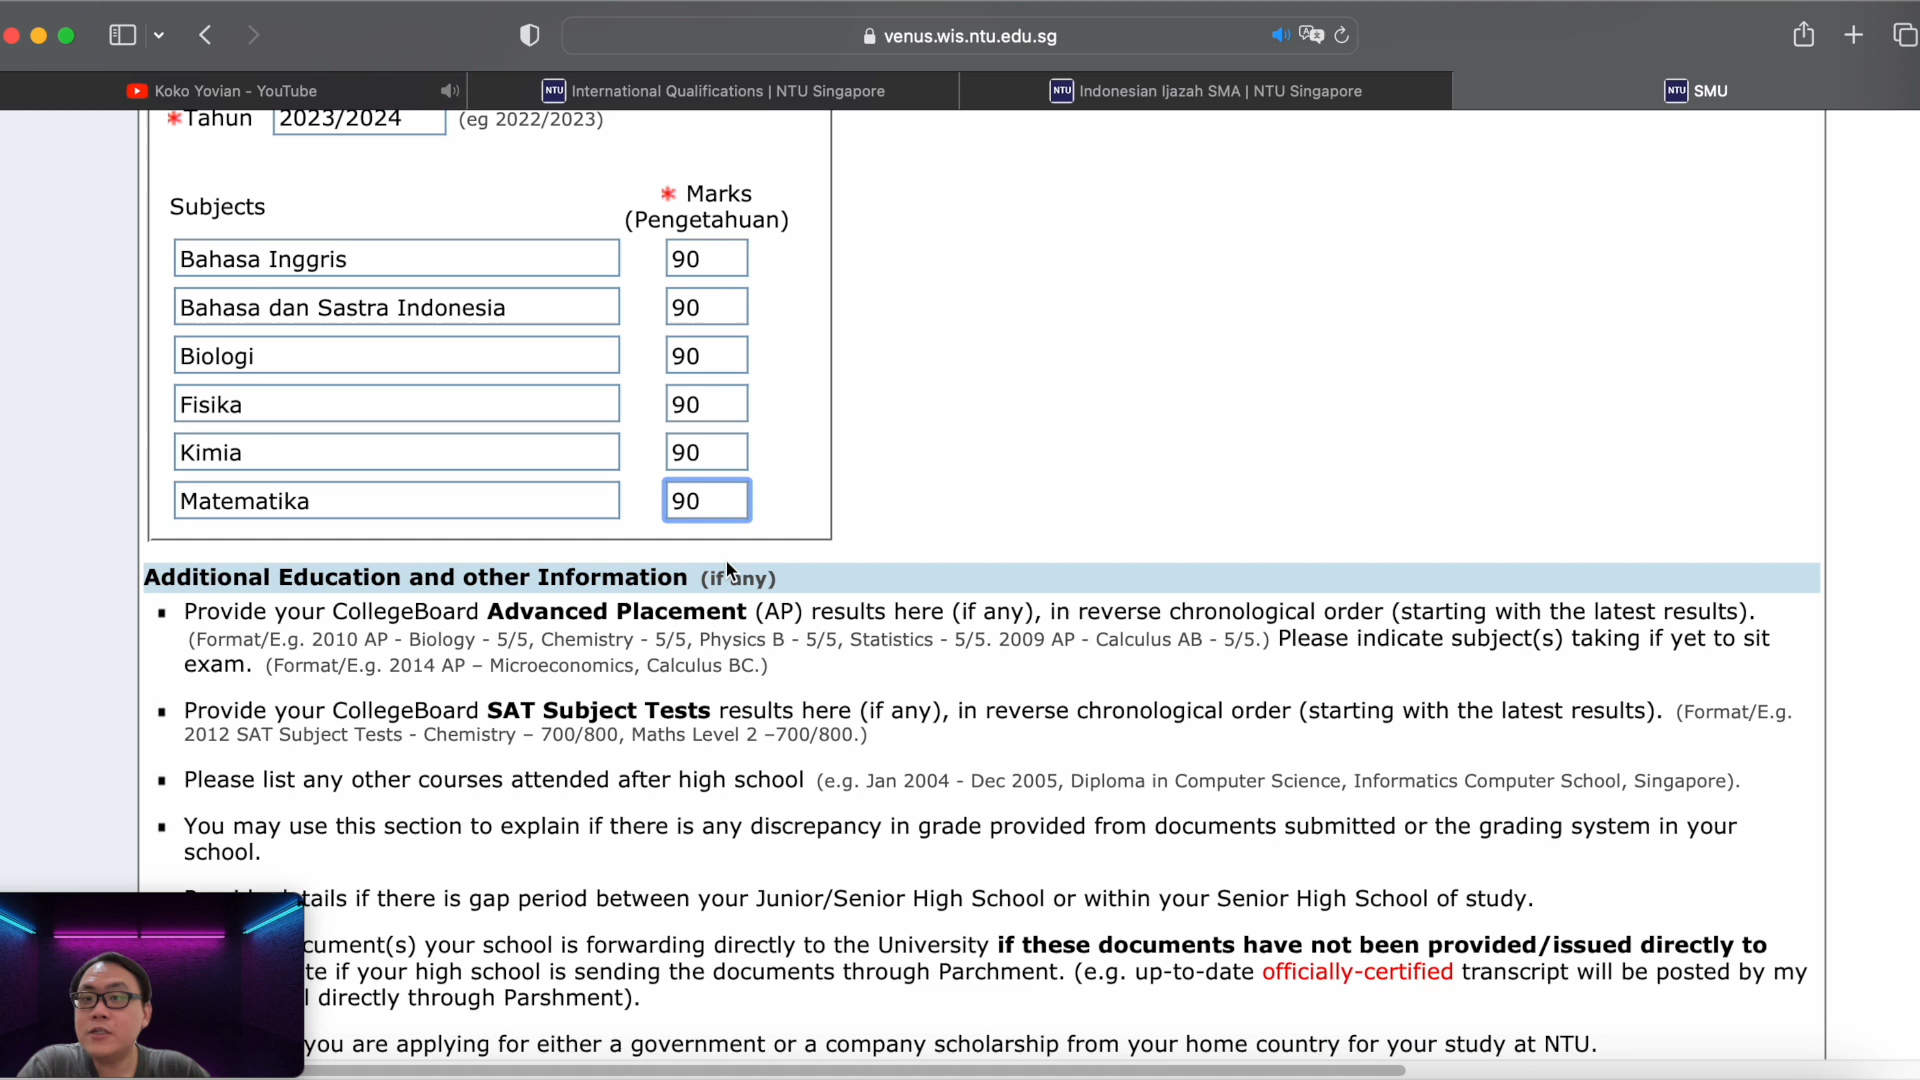 venus.wis.ntu.edu.sg
Koko Yovian - YouTube
NTU International Qualifications | NTU Singapore
NTU Indonesian Ijazah SMA | NTU Singapore
NTU SMU
*Tahun 2023/2024 (eg 2022/2023)
Subjects
* Marks
(Pengetahuan)
Bahasa Inggris 90
Bahasa dan Sastra Indonesia 90
Biologi 90
Fisika 90
Kimia 90
Matematika 90
Additional Education and other Information (if any)
Provide your CollegeBoard Advanced Placement (AP) results here (if any), in reverse chronological order (starting with the latest results).
(Format/E.g. 2010 AP - Biology - 5/5, Chemistry - 5/5, Physics B - 5/5, Statistics - 5/5. 2009 AP - Calculus AB - 5/5.) Please indicate subject(s) taking if yet to sit
exam. (Format/E.g. 2014 AP – Microeconomics, Calculus BC.)
Provide your CollegeBoard SAT Subject Tests results here (if any), in reverse chronological order (starting with the latest results). (Format/E.g.
2012 SAT Subject Tests - Chemistry – 700/800, Maths Level 2 –700/800.)
Please list any other courses attended after high school (e.g. Jan 2004 - Dec 2005, Diploma in Computer Science, Informatics Computer School, Singapore).
You may use this section to explain if there is any discrepancy in grade provided from documents submitted or the grading system in your
school.
tails if there is gap period between your Junior/Senior High School or within your Senior High School of study.
cument(s) your school is forwarding directly to the University if these documents have not been provided/issued directly to
te if your high school is sending the documents through Parchment. (e.g. up-to-date officially-certified transcript will be posted by my
l directly through Parshment).
you are applying for either a government or a company scholarship from your home country for your study at NTU.